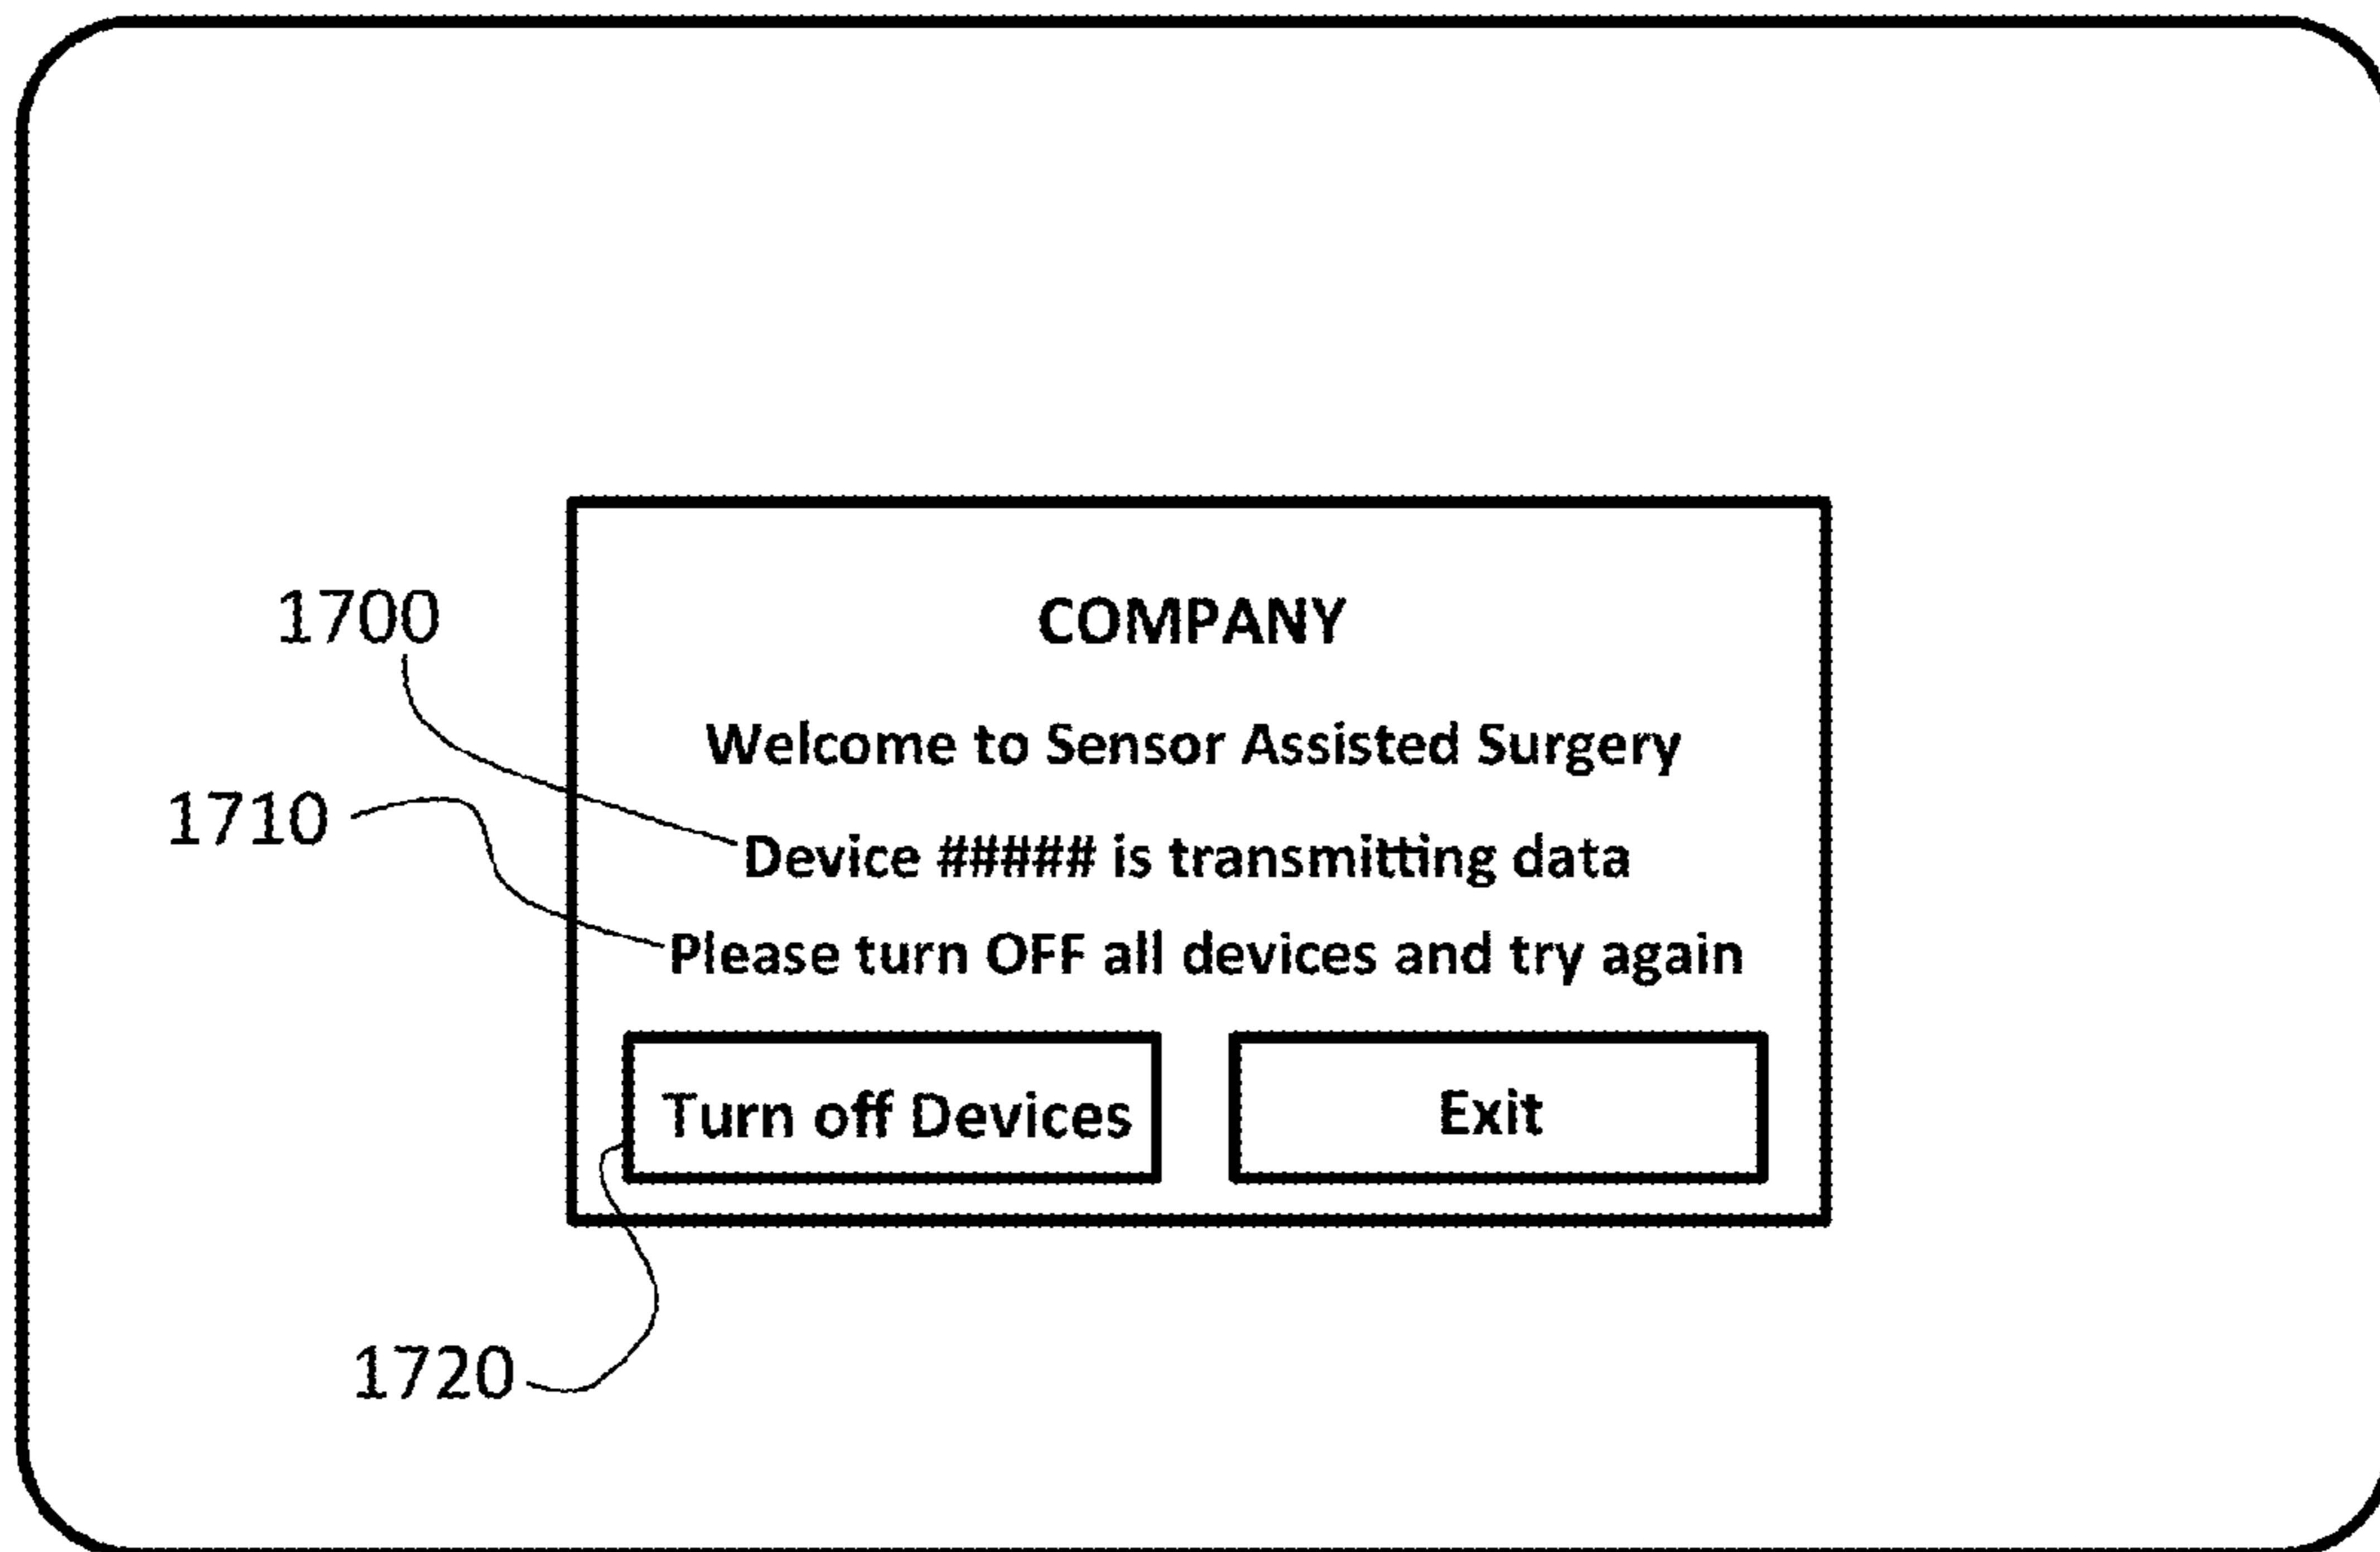 1700
COMPANY
Welcome to Sensor Assisted Surgery
1710
Device ##### is transmitting data
Please turn OFF all devices and try again
Turn off Devices
Exit
1720